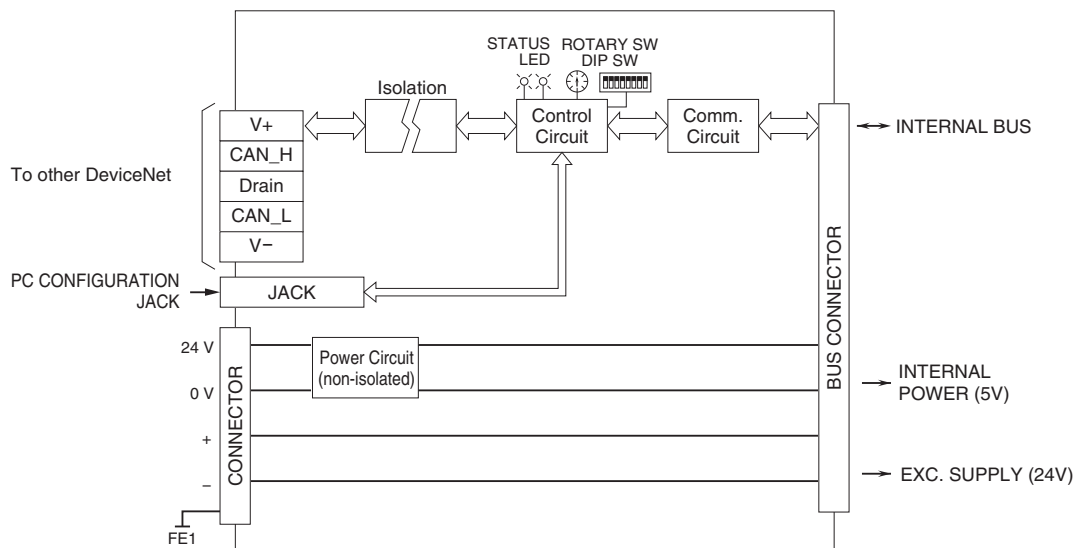 STATUS
LED
ROTARY SW
DIP SW
Isolation
Control
Circuit
Comm.
Circuit
V+
CAN_H
Drain
CAN_L
V−
To other DeviceNet
INTERNAL BUS
PC CONFIGURATION
JACK
JACK
BUS CONNECTOR
24 V
0 V
+
−
CONNECTOR
Power Circuit
(non-isolated)
INTERNAL
POWER (5V)
EXC. SUPPLY (24V)
FE1